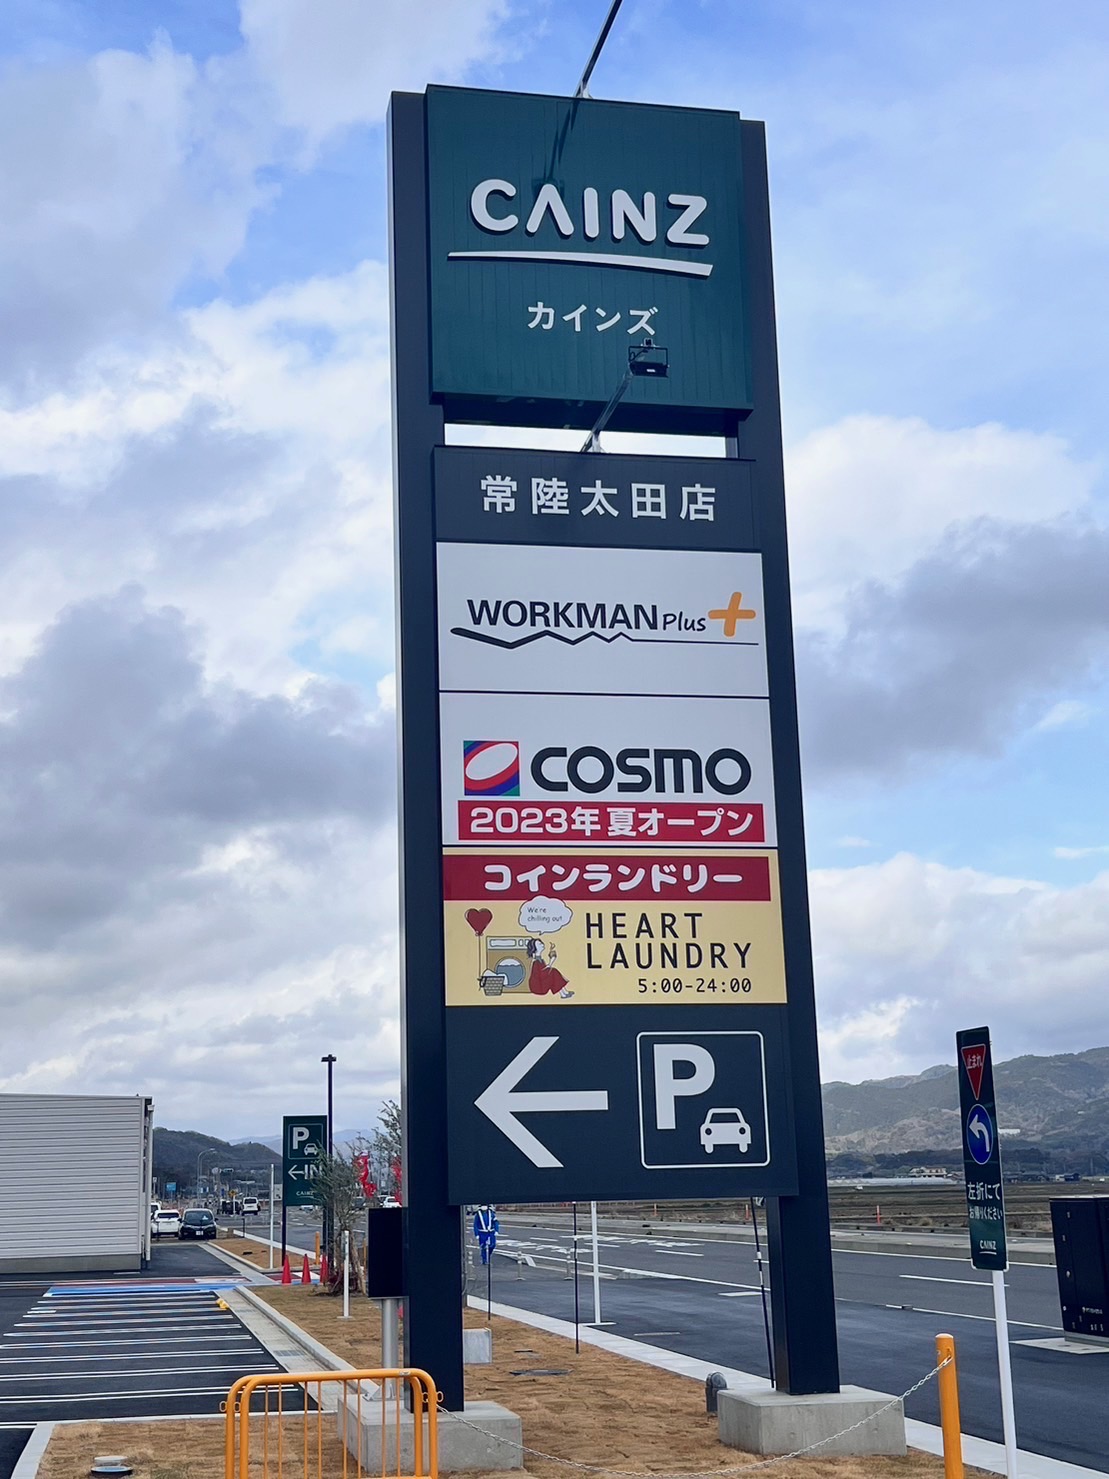 CAINZ
カインズ
常陸太田店
WORKMAN Plus+
COSMO
2023年 夏オープン
コインランドリー
We're
chilling out.
HEART
LAUNDRY
5:00-24:00
← P
P
←IN
CAINZ
止まれ
左折にて
お帰りください
CAINZ